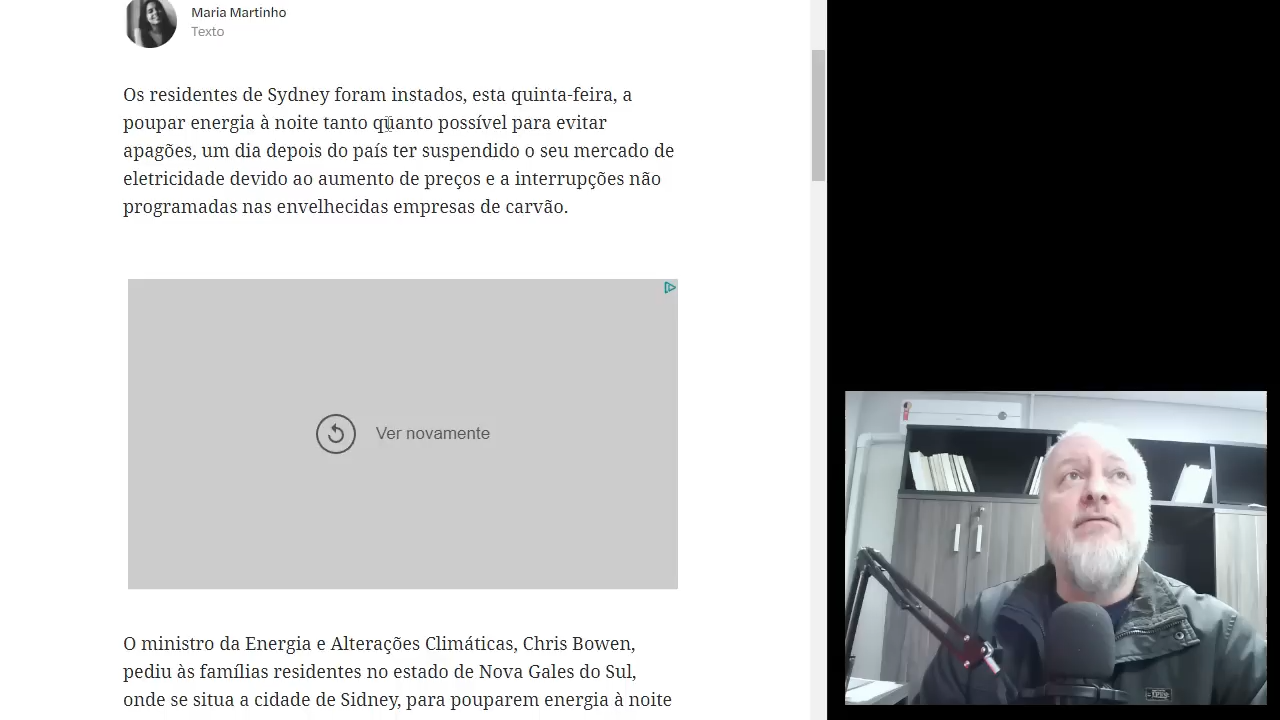 Maria Martinho
Texto
Os residentes de Sydney foram instados, esta quinta-feira, a
poupar energia à noite tanto quanto possível para evitar
apagões, um dia depois do país ter suspendido o seu mercado de
eletricidade devido ao aumento de preços e a interrupções não
programadas nas envelhecidas empresas de carvão.
Ver novamente
O ministro da Energia e Alterações Climáticas, Chris Bowen,
pediu às famílias residentes no estado de Nova Gales do Sul,
onde se situa a cidade de Sidney, para pouparem energia à noite